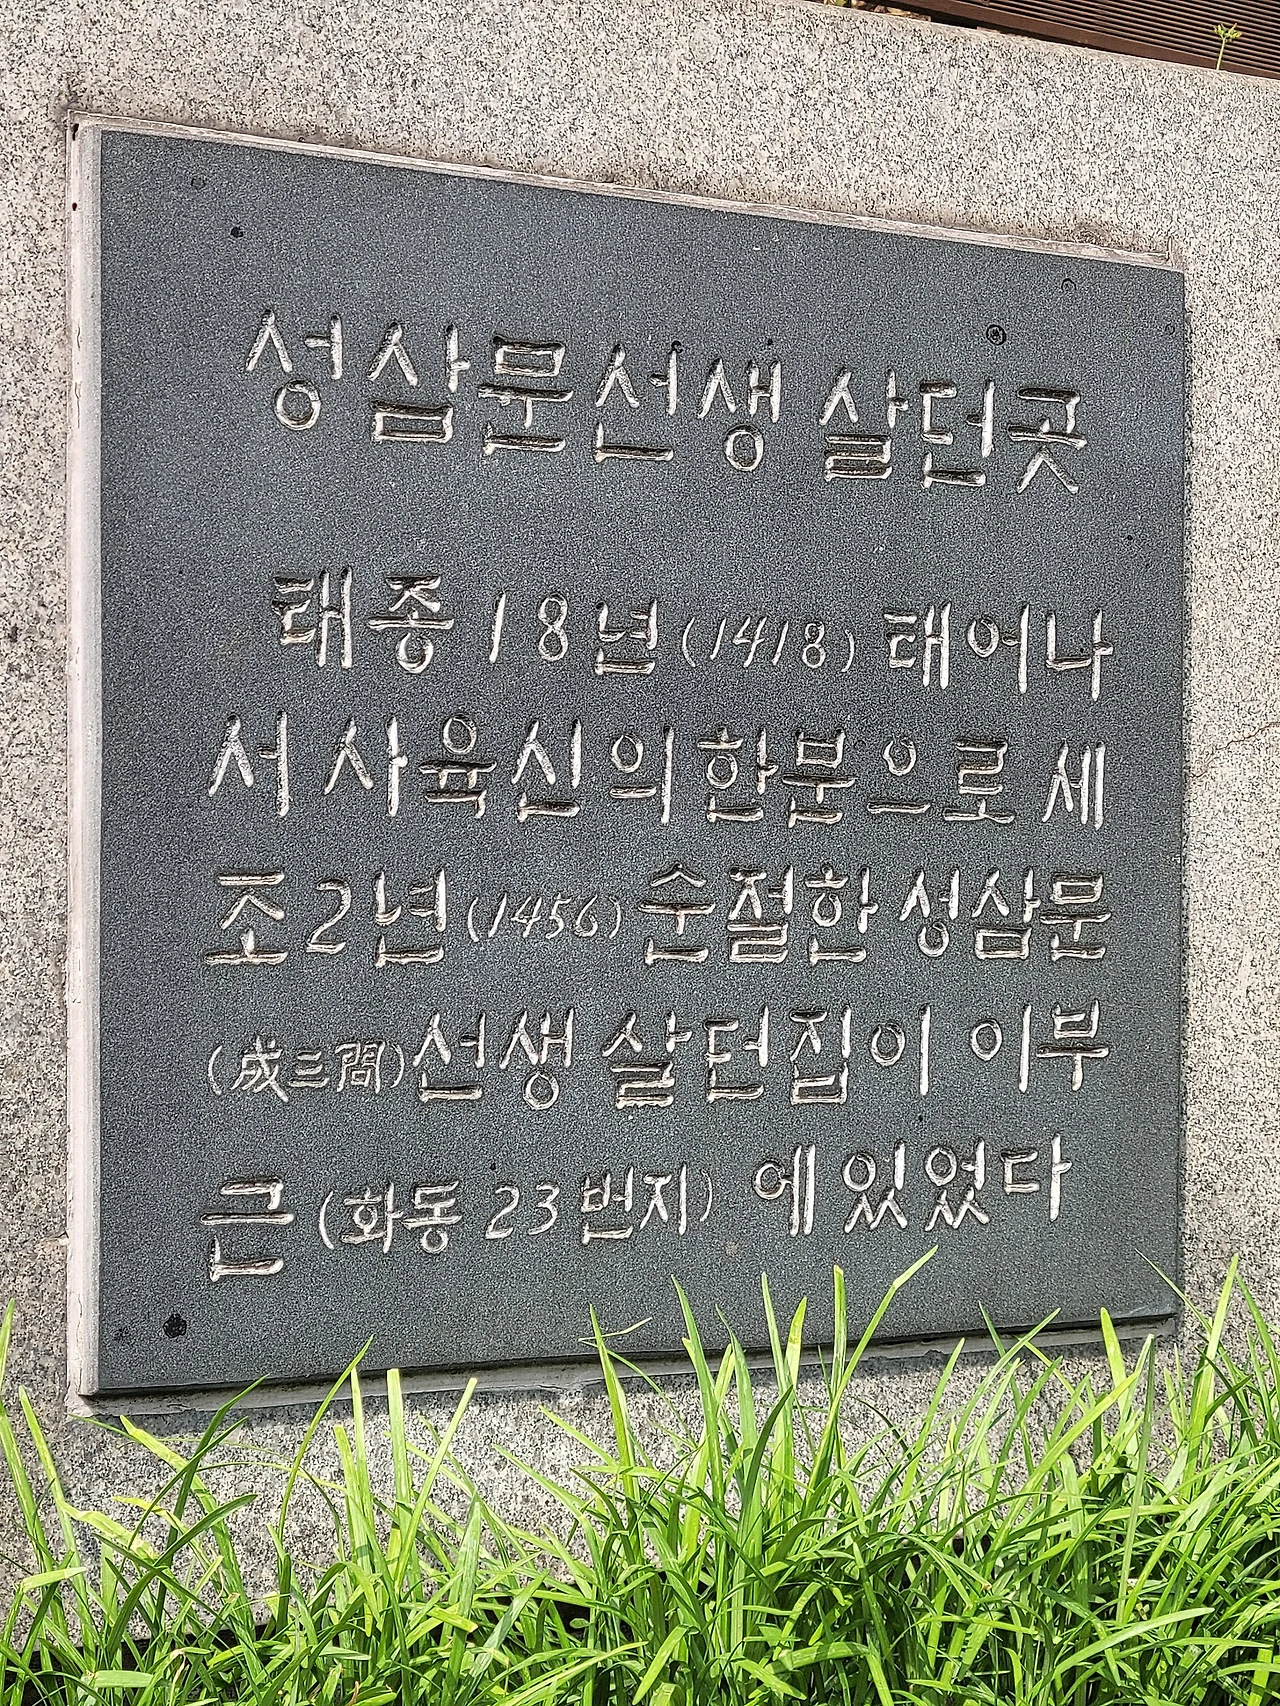 성삼문선생 살던곳
태종 18년(1418) 태어나
서 사육신의한분으로 세
조2년(1456) 순절한 성삼문
(成三問)선생 살던집이 이부
근(화동 23번지) 에있었다